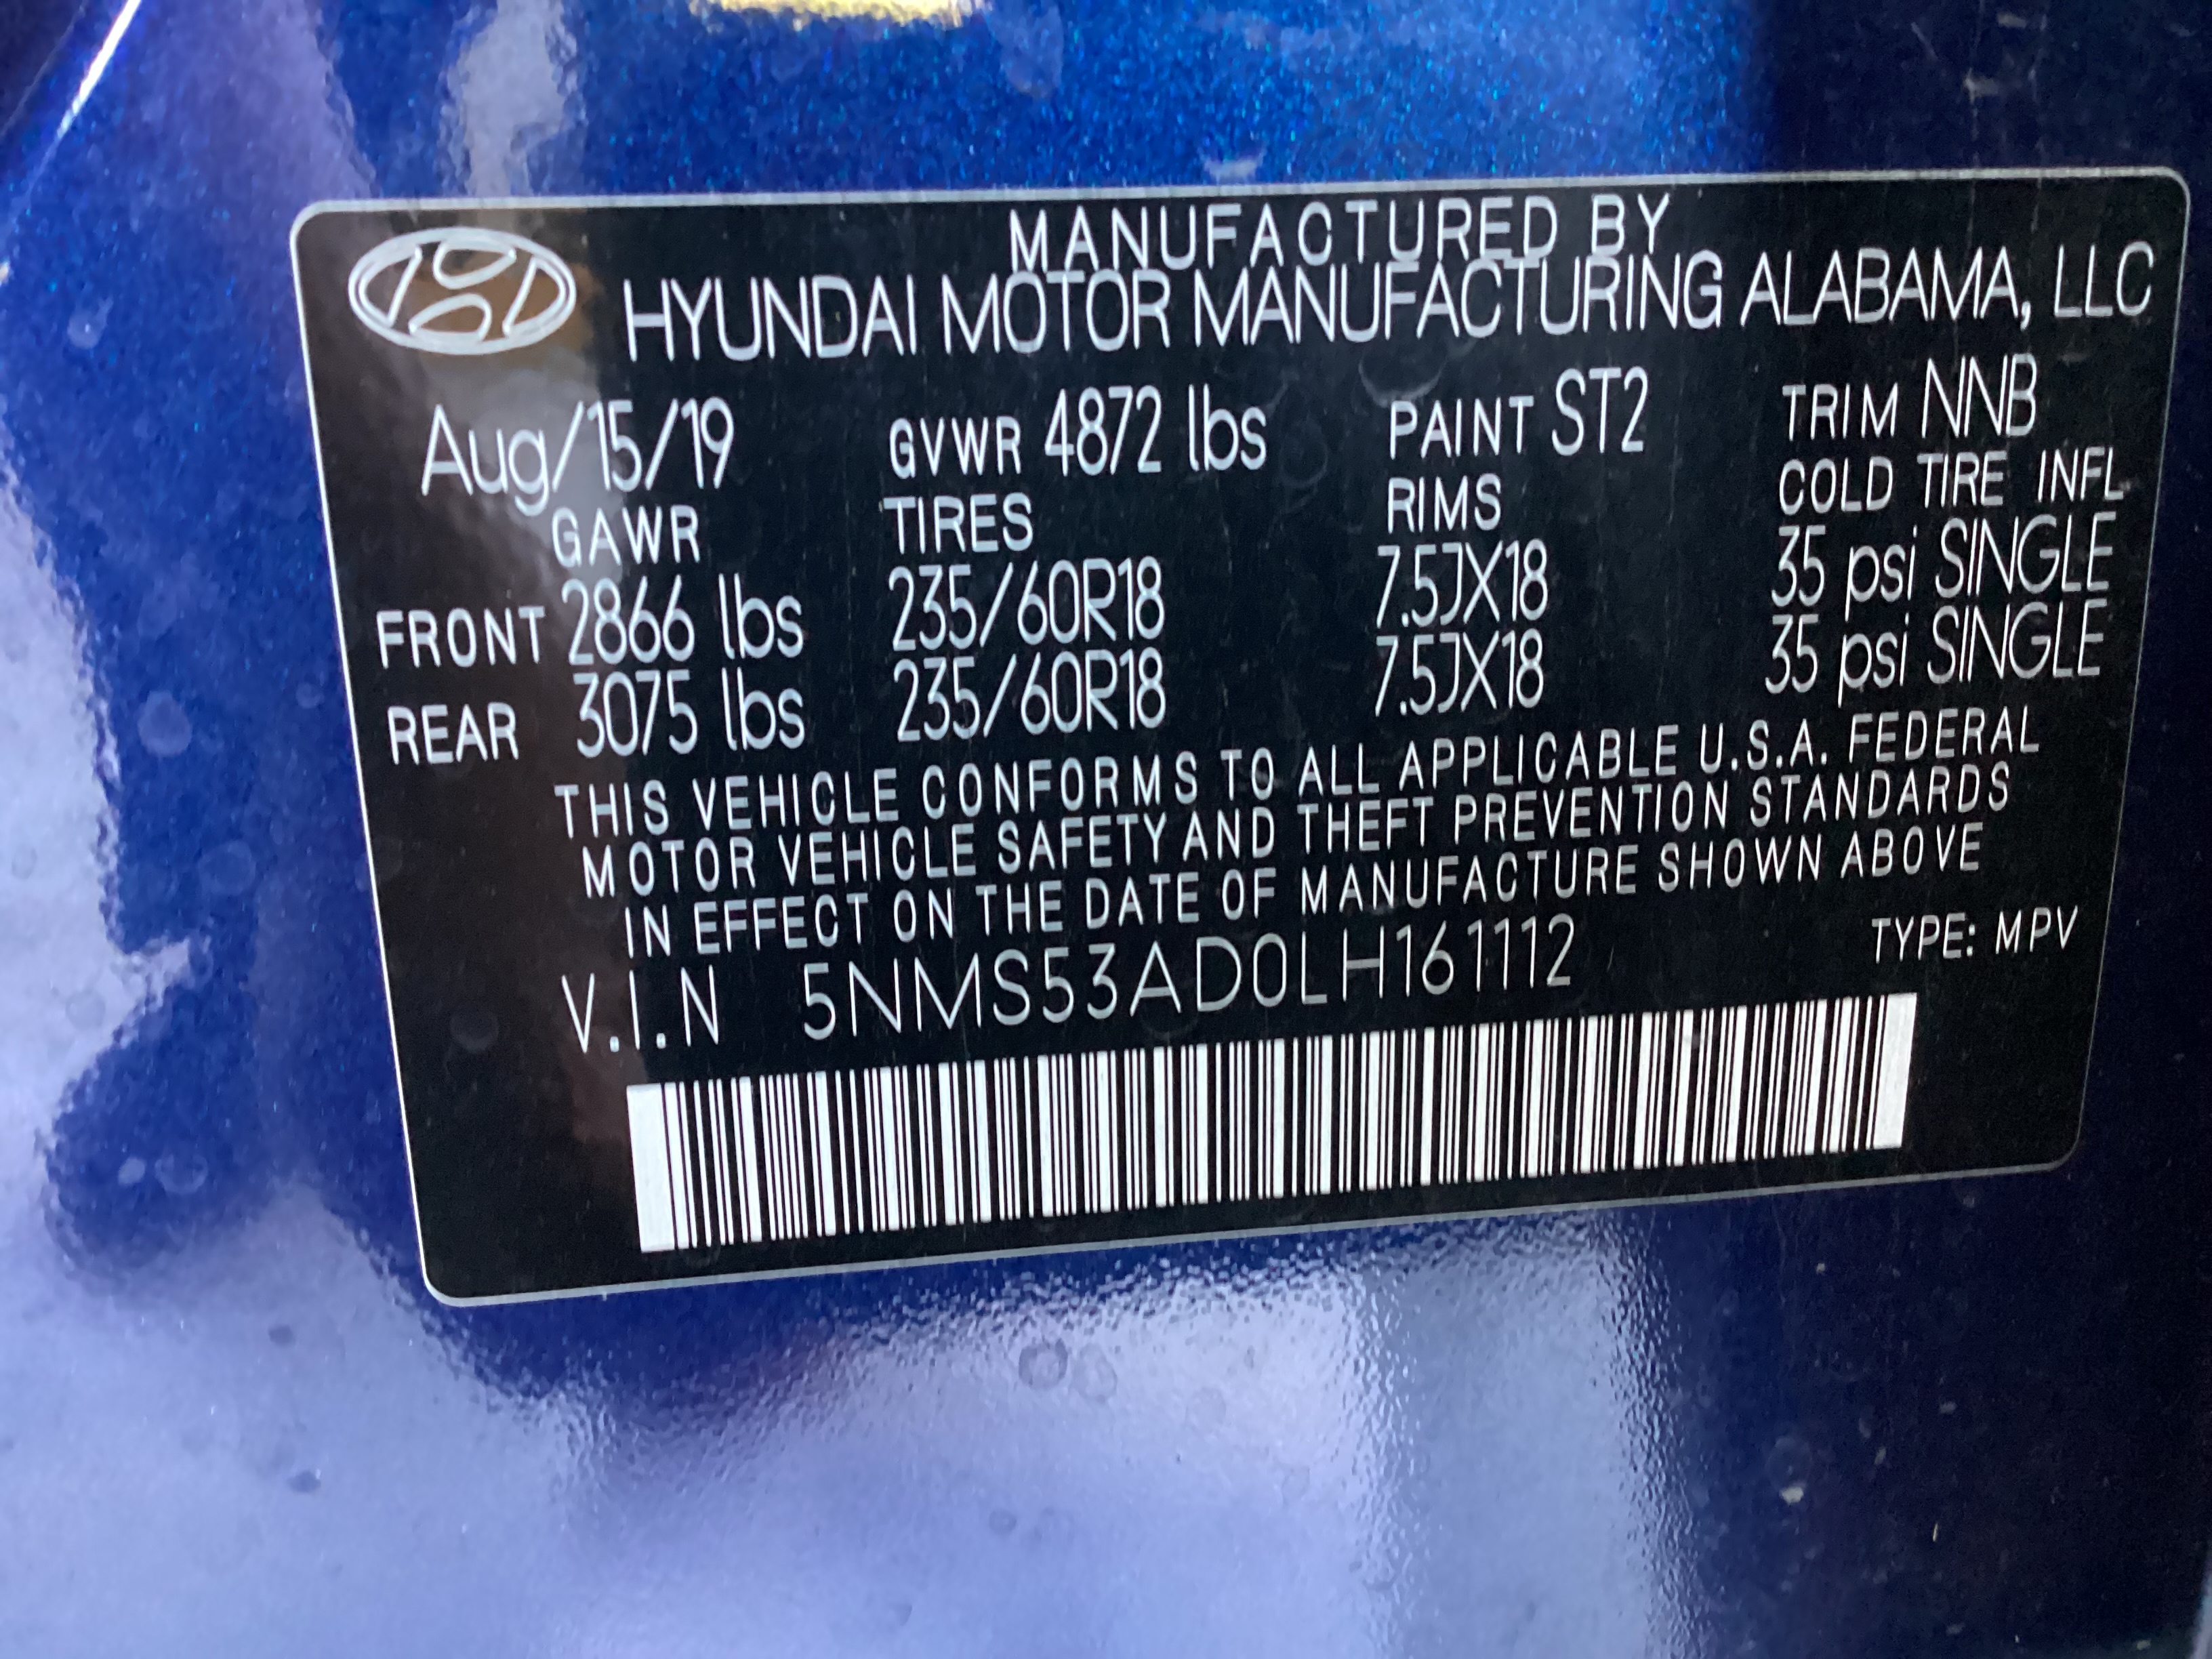 MANUFACTURED BY
HYUNDAI MOTOR MANUFACTURING ALABAMA, LLC
Aug/15/19 GVWR 4872 lbs PAINT ST2 TRIM NNB
GAWR TIRES RIMS COLD TIRE INFL
FRONT 2866 lbs 235/60R18 7.5JX18 35 psi SINGLE
REAR 3075 lbs 235/60R18 7.5JX18 35 psi SINGLE
THIS VEHICLE CONFORMS TO ALL APPLICABLE U.S.A. FEDERAL
MOTOR VEHICLE SAFETY AND THEFT PREVENTION STANDARDS
IN EFFECT ON THE DATE OF MANUFACTURE SHOWN ABOVE
V.I.N 5NMS53AD0LH161112 TYPE: MPV